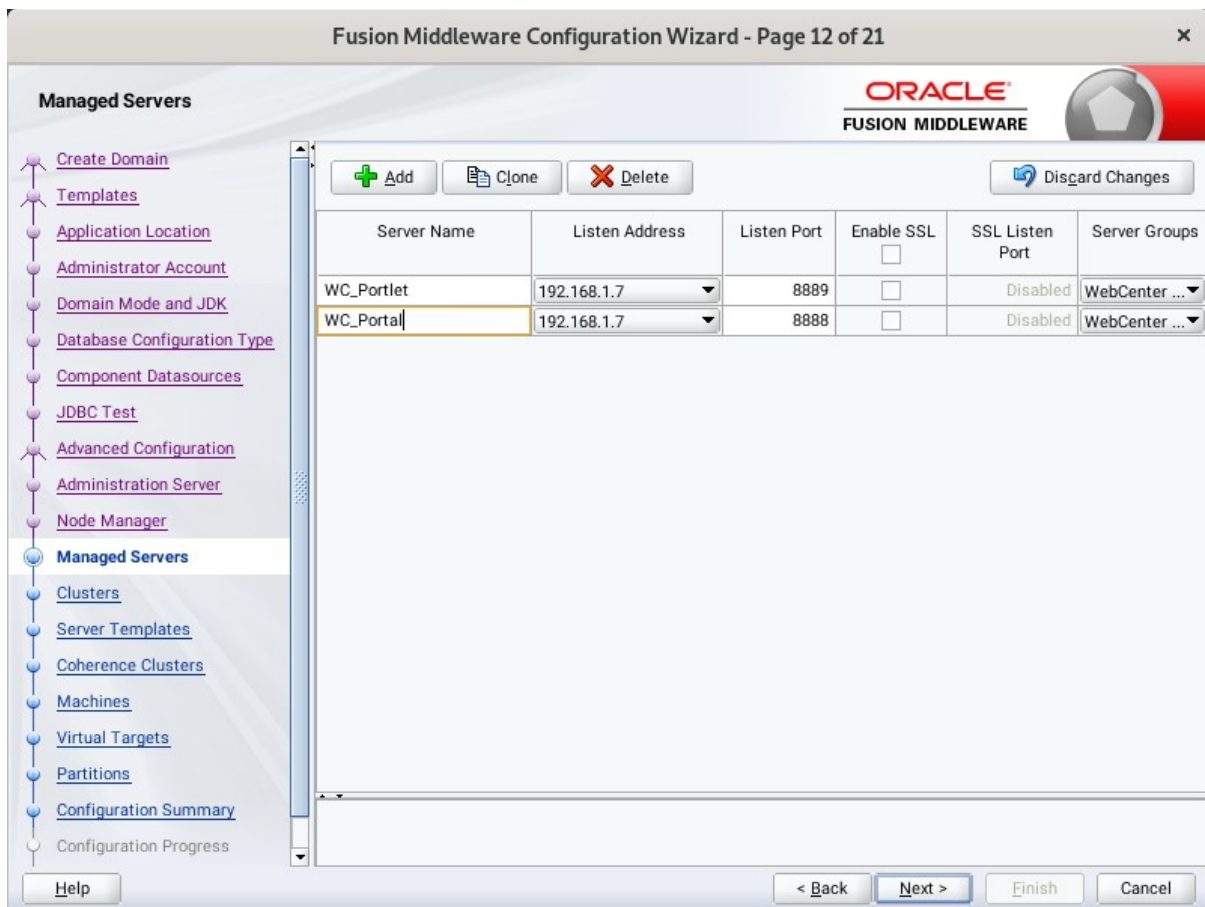 Fusion Middleware Configuration Wizard - Page 12 of 21
Managed Servers
ORACLE
FUSION MIDDLEWARE
Create Domain
Templates
Application Location
Administrator Account
Domain Mode and JDK
Database Configuration Type
Component Datasources
JDBC Test
Advanced Configuration
Administration Server
Node Manager
Managed Servers
Clusters
Server Templates
Coherence Clusters
Machines
Virtual Targets
Partitions
Configuration Summary
Configuration Progress
Add Clone Delete Discard Changes
Server Name Listen Address Listen Port Enable SSL SSL Listen Port Server Groups
WC_Portlet 192.168.1.7 8889 Disabled WebCenter ...
WC_Portal 192.168.1.7 8888 Disabled WebCenter ...
Help < Back Next > Finish Cancel